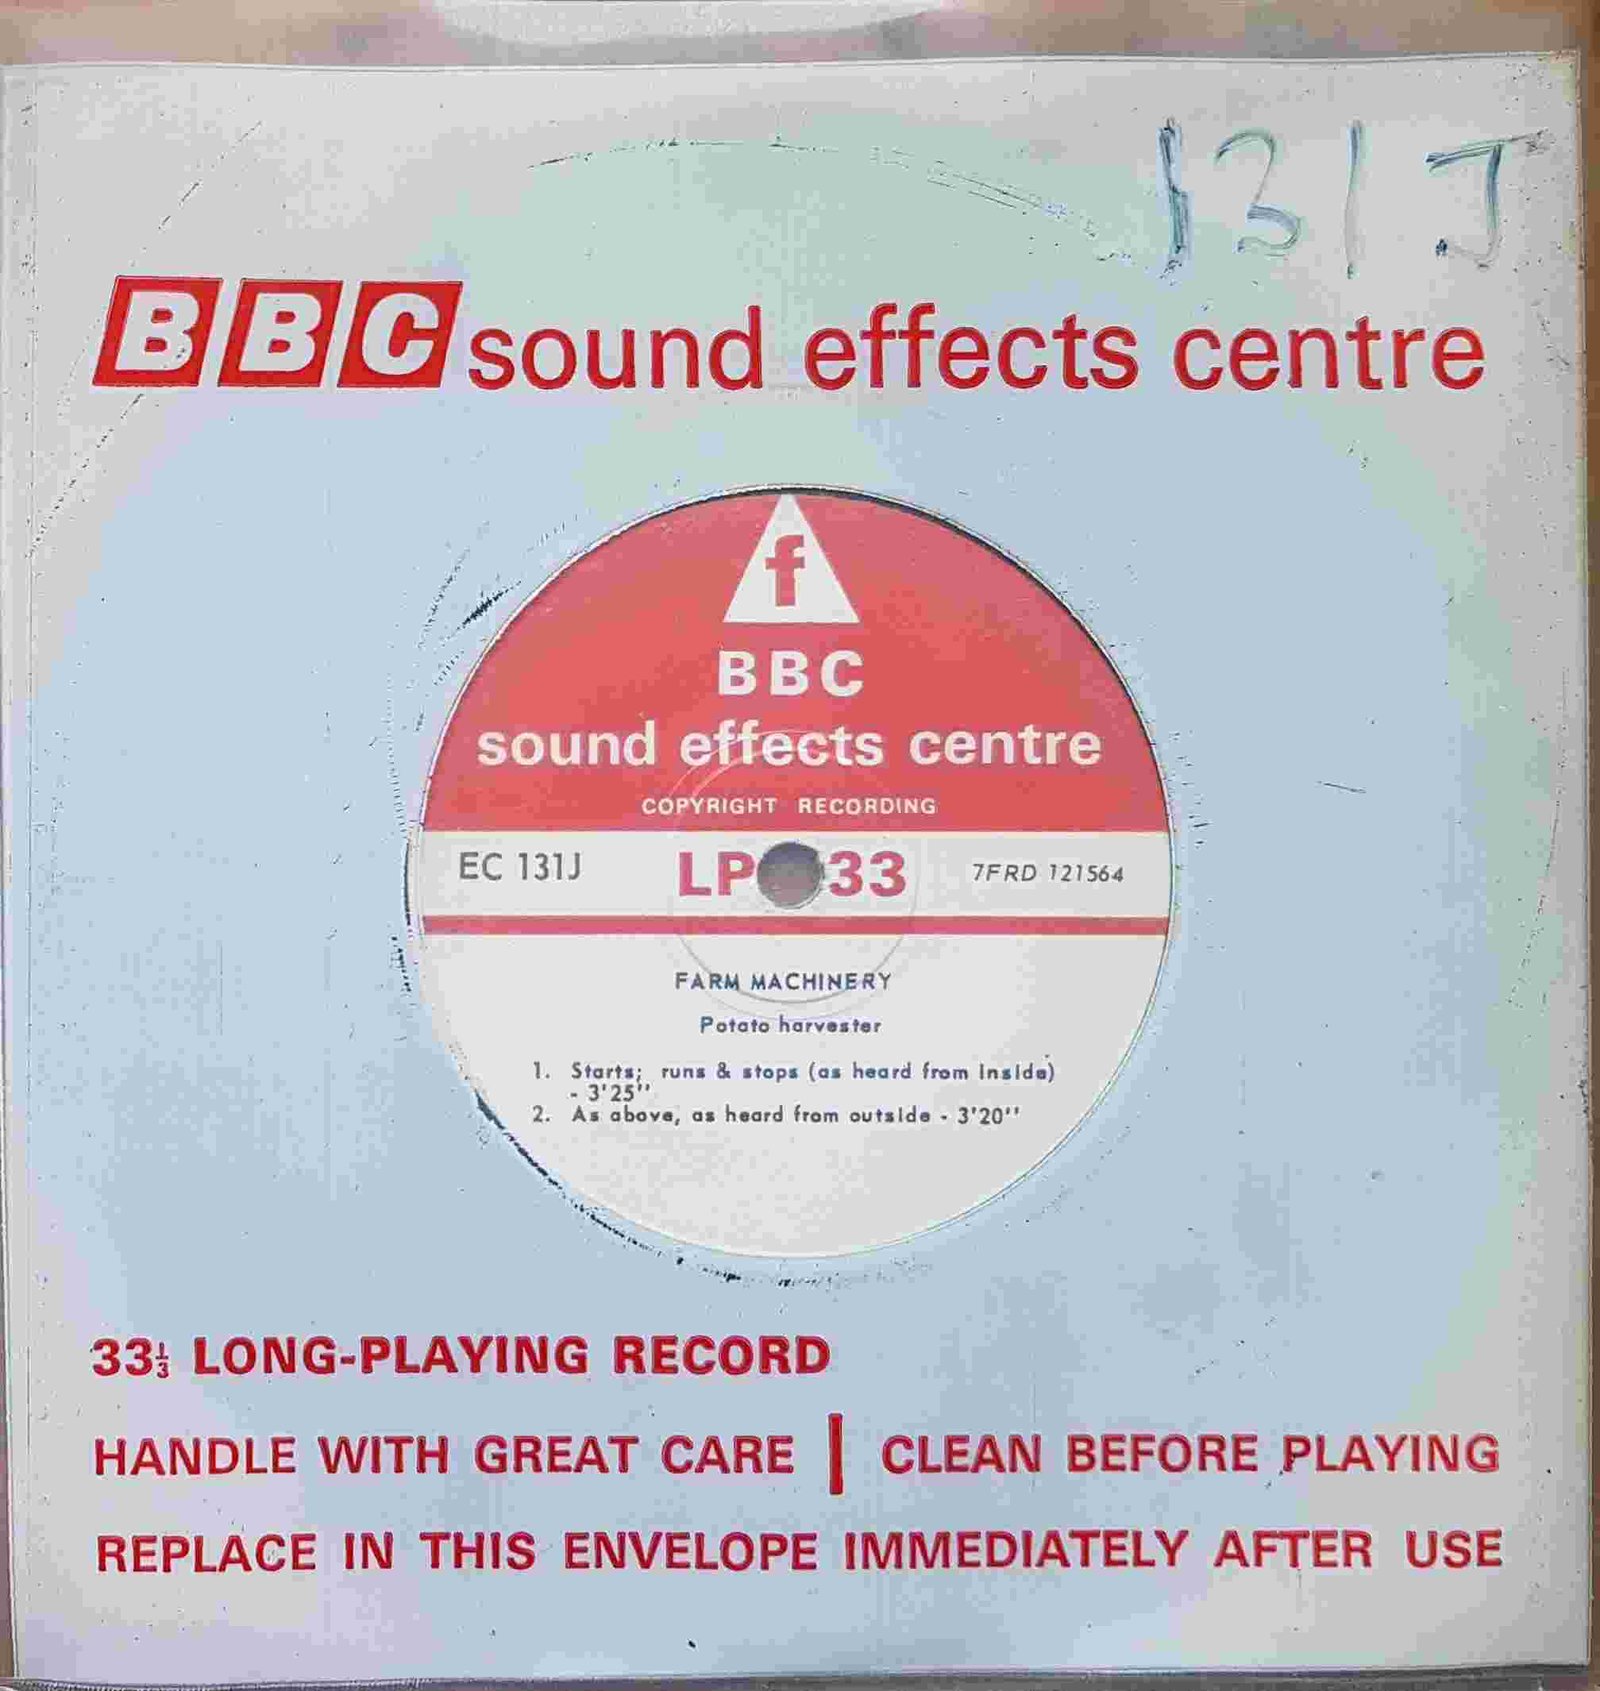 131J
BBC sound effects centre
f
BBC
sound effects centre
COPYRIGHT RECORDING
EC 131J LP 33 7FRD 121564
FARM MACHINERY
Potato harvester
1. Starts; runs & stops (as heard from inside)
- 3'25''
2. As above, as heard from outside - 3'20''
33⅓ LONG-PLAYING RECORD
HANDLE WITH GREAT CARE | CLEAN BEFORE PLAYING
REPLACE IN THIS ENVELOPE IMMEDIATELY AFTER USE